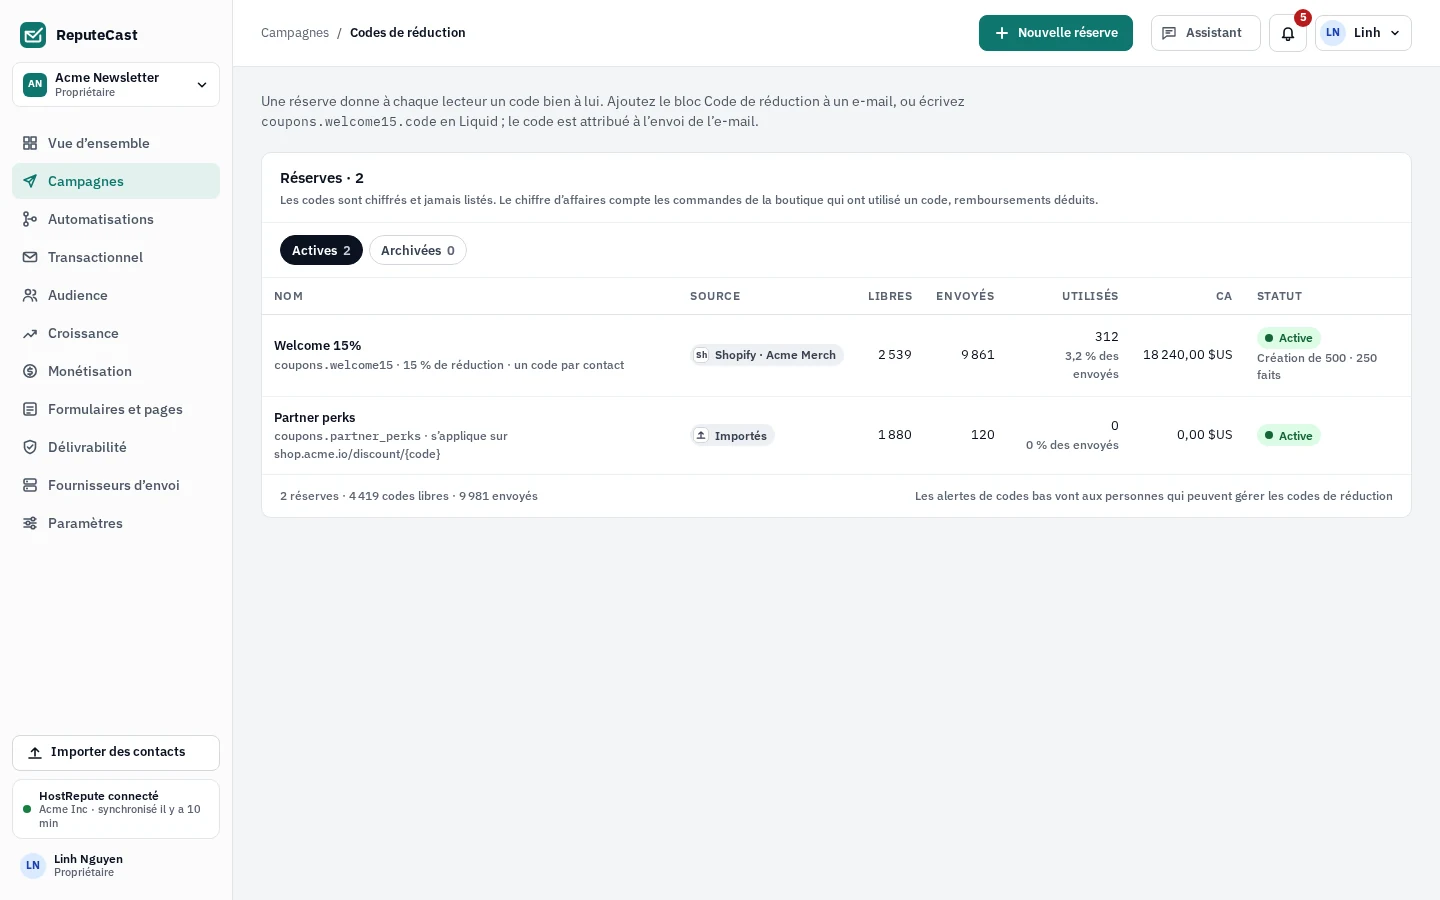 ReputeCast
AN
Acme Newsletter
Propriétaire
Vue d’ensemble
Campagnes
Automatisations
Transactionnel
Audience
Croissance
Monétisation
Formulaires et pages
Délivrabilité
Fournisseurs d’envoi
Paramètres
Importer des contacts
HostRepute connecté
Acme Inc · synchronisé il y a 10
min
LN
Linh Nguyen
Propriétaire
Campagnes / Codes de réduction
Nouvelle réserve
Assistant
5
LN
Linh
Une réserve donne à chaque lecteur un code bien à lui. Ajoutez le bloc Code de réduction à un e-mail, ou écrivez
coupons.welcome15.code en Liquid ; le code est attribué à l’envoi de l’e-mail.
Réserves · 2
Les codes sont chiffrés et jamais listés. Le chiffre d’affaires compte les commandes de la boutique qui ont utilisé un code, remboursements déduits.
Actives 2
Archivées 0
NOM SOURCE LIBRES ENVOYÉS UTILISÉS CA STATUT
Welcome 15%
coupons.welcome15 · 15 % de réduction · un code par contact
Sh Shopify · Acme Merch
2 539
9 861
312
3,2 % des
envoyés
18 240,00 $US
Active
Création de 500 · 250
faits
Partner perks
coupons.partner_perks · s’applique sur
shop.acme.io/discount/{code}
Importés
1 880
120
0
0 % des envoyés
0,00 $US
Active
2 réserves · 4 419 codes libres · 9 981 envoyés
Les alertes de codes bas vont aux personnes qui peuvent gérer les codes de réduction